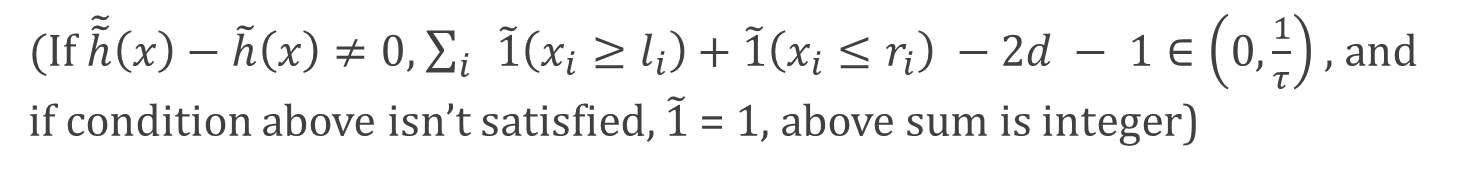 (If h̃̃̃(x) − h̃(x) ≠ 0, ∑ᵢ 1̃(xᵢ ≥ lᵢ) + 1̃(xᵢ ≤ rᵢ) − 2d − 1 ∈ (0, 1/τ), and
if condition above isn’t satisfied, 1̃ = 1, above sum is integer)